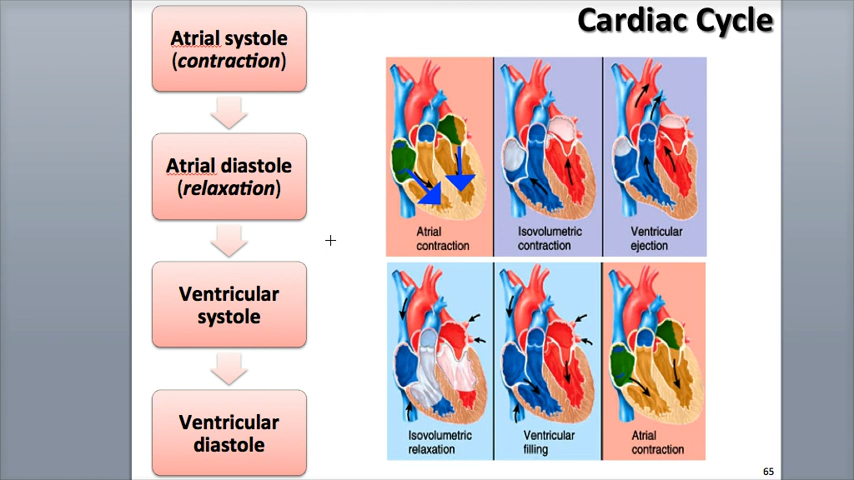 Cardiac Cycle
Atrial systole
(contraction)
Atrial diastole
(relaxation)
Ventricular
systole
Ventricular
diastole
Atrial
contraction
Isovolumetric
contraction
Ventricular
ejection
Isovolumetric
relaxation
Ventricular
filling
Atrial
contraction
65